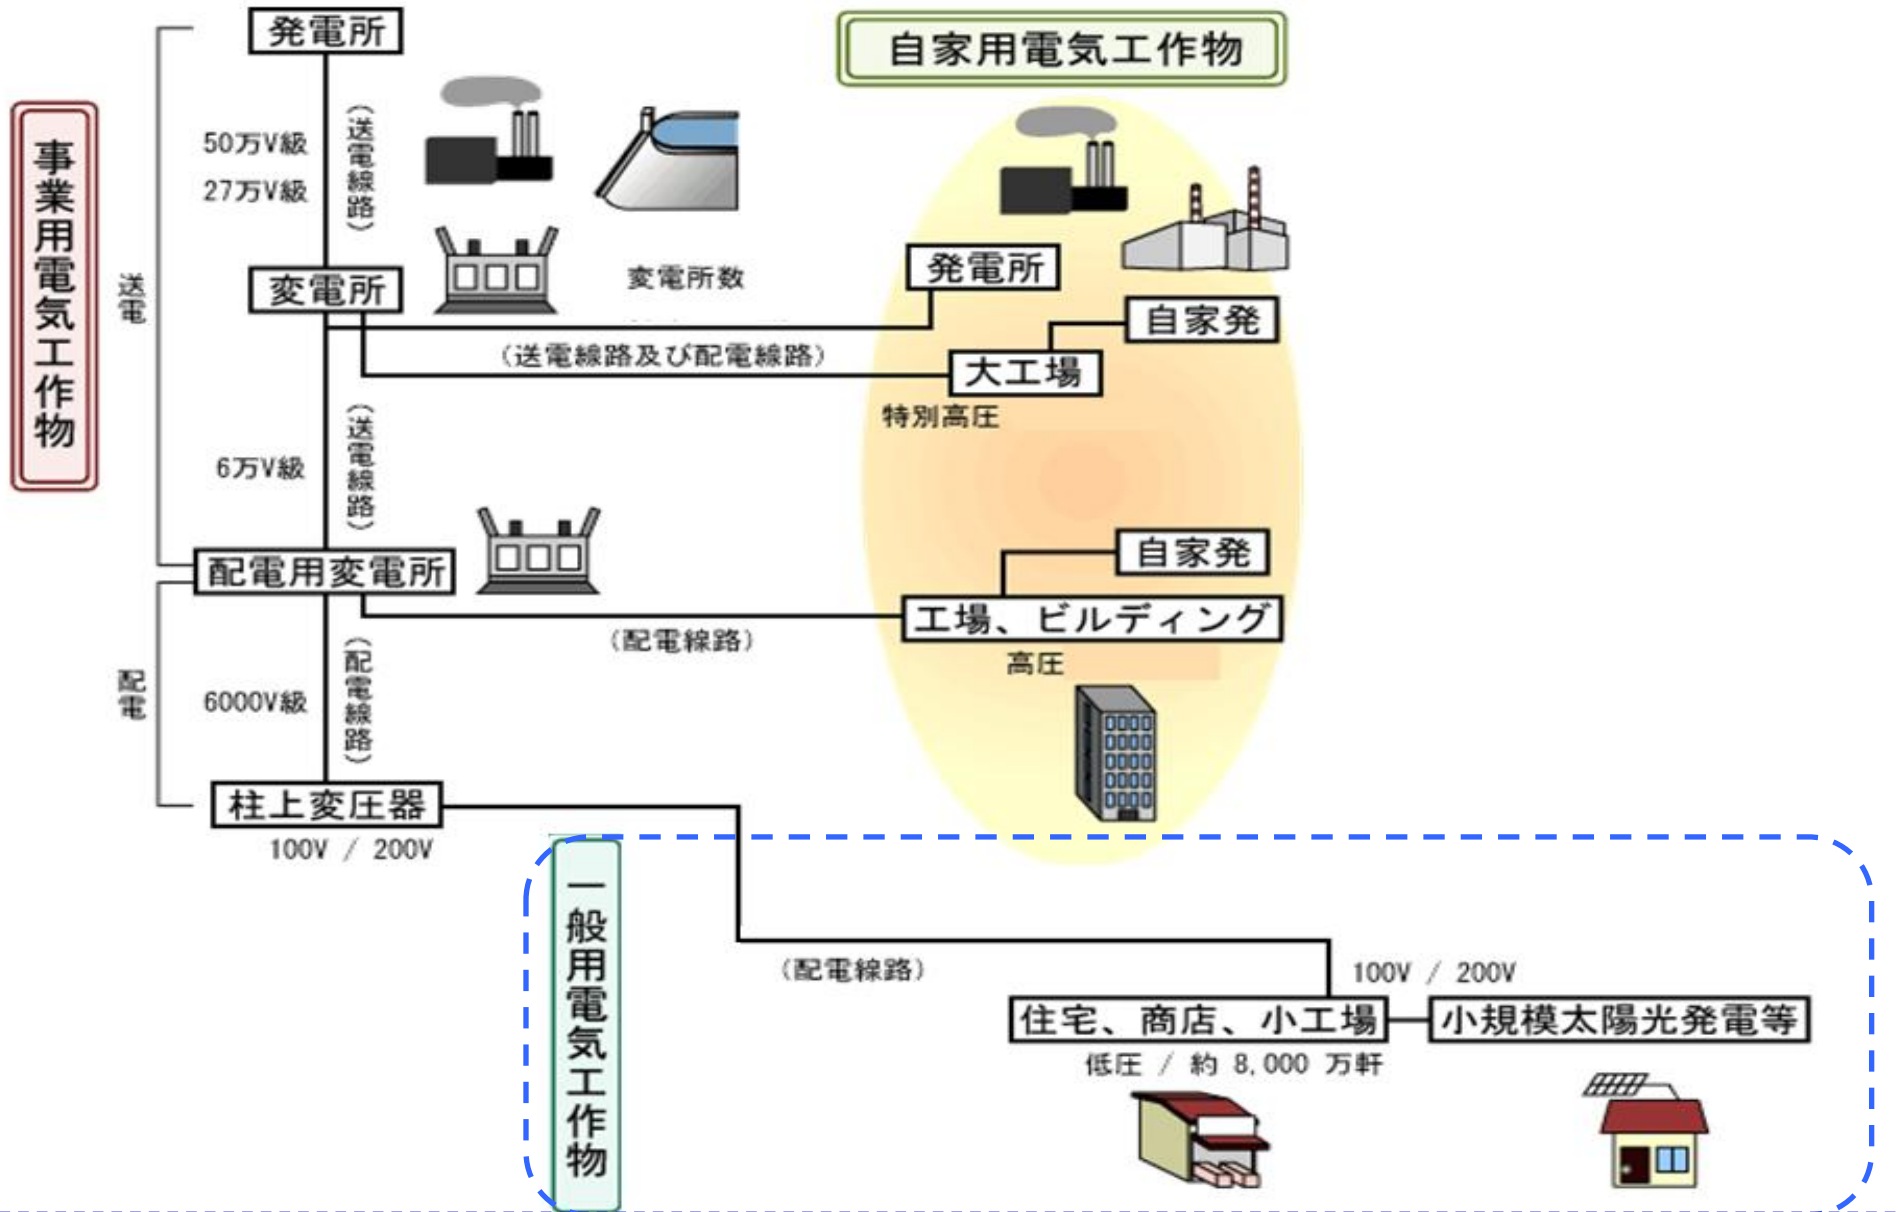 発電所
自家用電気工作物
事業用電気工作物
50万V級
27万V級
(送電線路)
送電
変電所
変電所数
発電所
自家発
(送電線路及び配電線路)
大工場
特別高圧
6万V級
(送電線路)
配電用変電所
自家発
工場、ビルディング
(配電線路)
高圧
配電
6000V級
(配電線路)
柱上変圧器
100V / 200V
一般用電気工作物
(配電線路)
100V / 200V
住宅、商店、小工場
小規模太陽光発電等
低圧 / 約 8,000 万軒